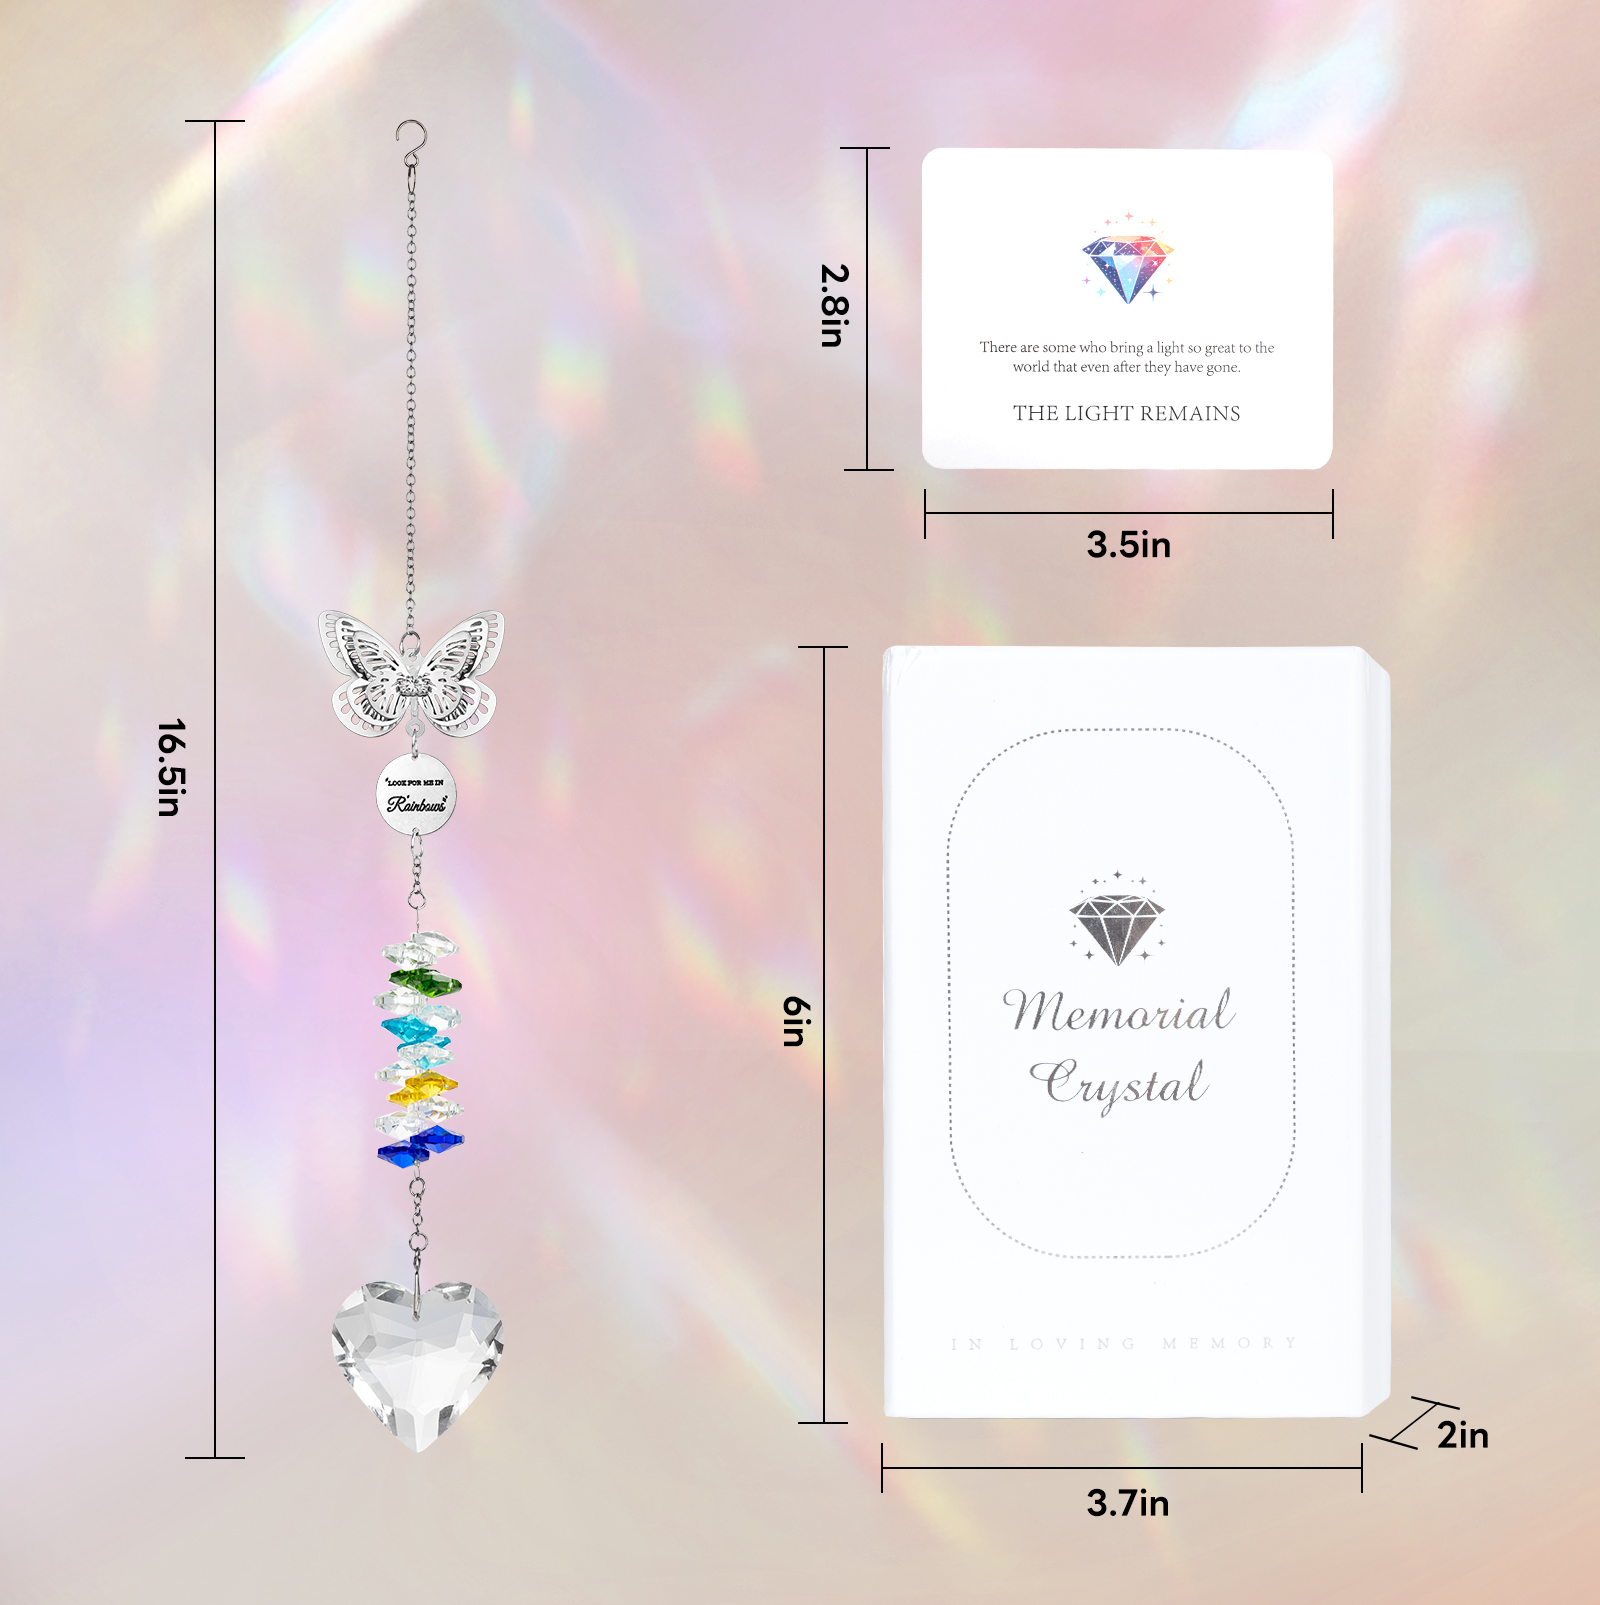 16.5in
"LOOK FOR ME IN
Rainbows"
2.8in
There are some who bring a light so great to the
world that even after they have gone.
THE LIGHT REMAINS
3.5in
6in
Memorial
Crystal
IN LOVING MEMORY
2in
3.7in